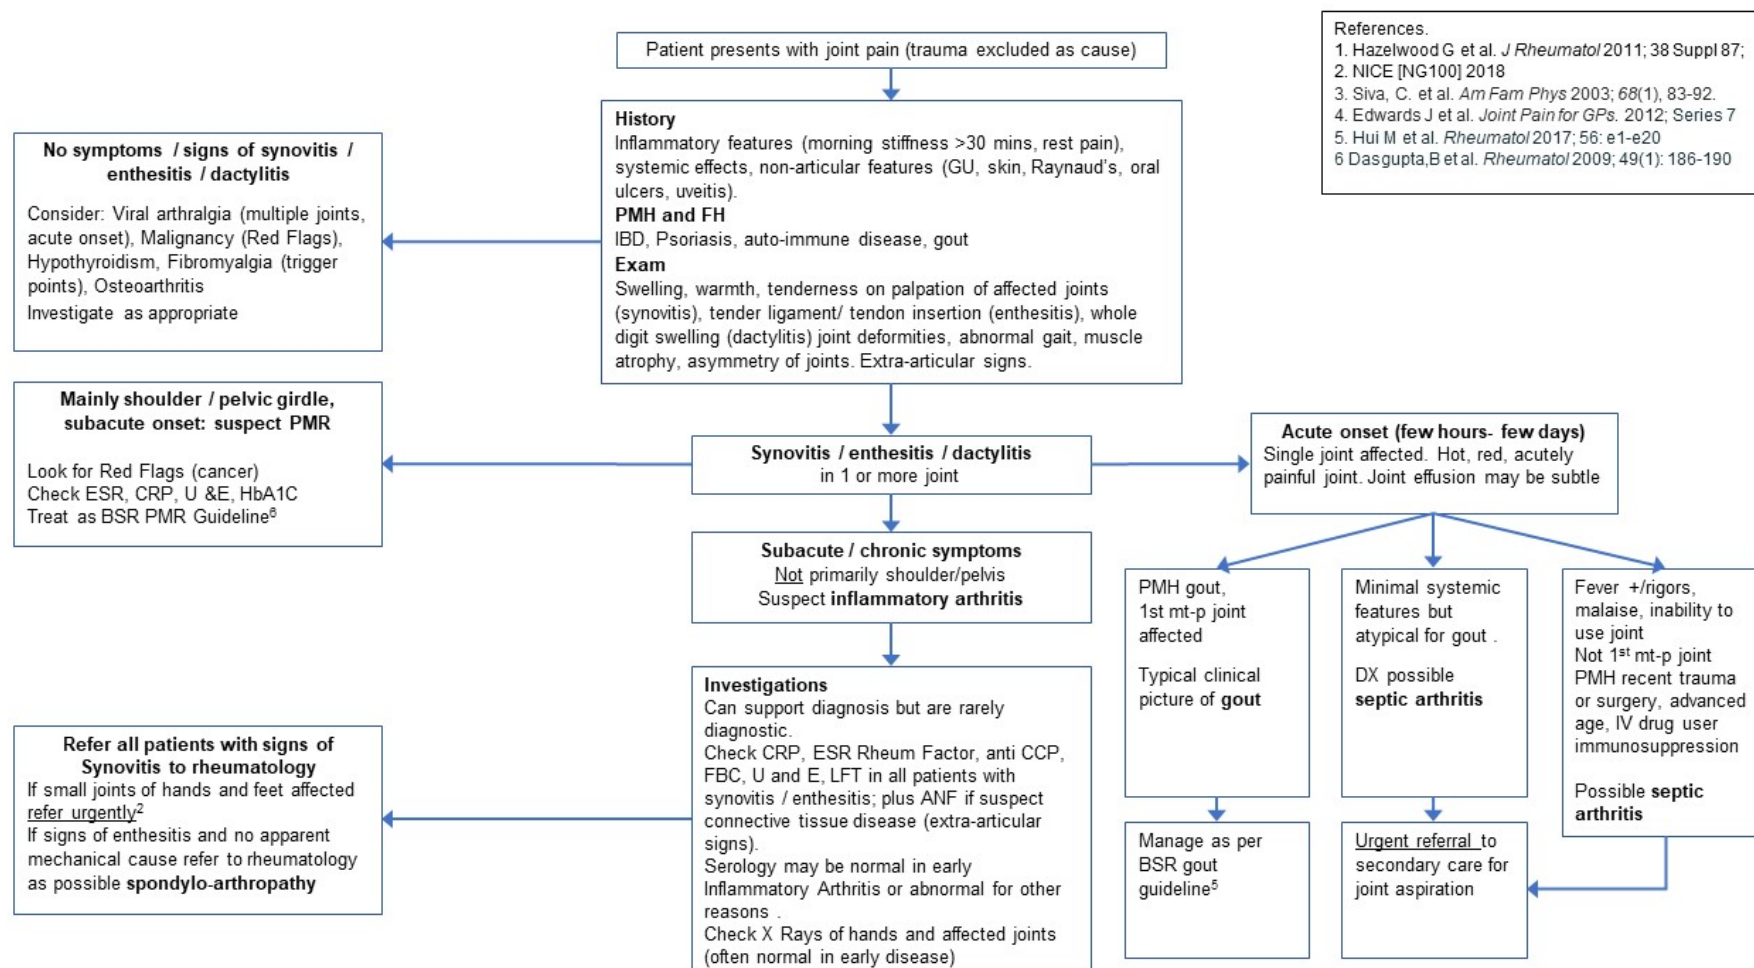 Patient presents with joint pain (trauma excluded as cause)
References.
1. Hazelwood G et al. J Rheumatol 2011; 38 Suppl 87;
2. NICE [NG100] 2018
3. Siva, C. et al. Am Fam Phys 2003; 68(1), 83-92.
4. Edwards J et al. Joint Pain for GPs. 2012; Series 7
5. Hui M et al. Rheumatol 2017; 56: e1-e20
6 Dasgupta,B et al. Rheumatol 2009; 49(1): 186-190
History
Inflammatory features (morning stiffness >30 mins, rest pain),
systemic effects, non-articular features (GU, skin, Raynaud's, oral
ulcers, uveitis).
PMH and FH
IBD, Psoriasis, auto-immune disease, gout
Exam
Swelling, warmth, tenderness on palpation of affected joints
(synovitis), tender ligament/ tendon insertion (enthesitis), whole
digit swelling (dactylitis) joint deformities, abnormal gait, muscle
atrophy, asymmetry of joints. Extra-articular signs.
No symptoms / signs of synovitis /
enthesitis / dactylitis
Consider: Viral arthralgia (multiple joints,
acute onset), Malignancy (Red Flags),
Hypothyroidism, Fibromyalgia (trigger
points), Osteoarthritis
Investigate as appropriate
Mainly shoulder / pelvic girdle,
subacute onset: suspect PMR
Look for Red Flags (cancer)
Check ESR, CRP, U &E, HbA1C
Treat as BSR PMR Guideline⁶
Synovitis / enthesitis / dactylitis
in 1 or more joint
Acute onset (few hours- few days)
Single joint affected. Hot, red, acutely
painful joint. Joint effusion may be subtle
Subacute / chronic symptoms
Not primarily shoulder/pelvis
Suspect inflammatory arthritis
PMH gout,
1st mt-p joint
affected
Typical clinical
picture of gout
Minimal systemic
features but
atypical for gout .
DX possible
septic arthritis
Fever +/rigors,
malaise, inability to
use joint
Not 1st mt-p joint
PMH recent trauma
or surgery, advanced
age, IV drug user
immunosuppression
Possible septic
arthritis
Investigations
Can support diagnosis but are rarely
diagnostic.
Check CRP, ESR Rheum Factor, anti CCP,
FBC, U and E, LFT in all patients with
synovitis / enthesitis; plus ANF if suspect
connective tissue disease (extra-articular
signs).
Serology may be normal in early
Inflammatory Arthritis or abnormal for other
reasons .
Check X Rays of hands and affected joints
(often normal in early disease)
Refer all patients with signs of
Synovitis to rheumatology
If small joints of hands and feet affected
refer urgently²
If signs of enthesitis and no apparent
mechanical cause refer to rheumatology
as possible spondylo-arthropathy
Manage as per
BSR gout
guideline⁵
Urgent referral to
secondary care for
joint aspiration